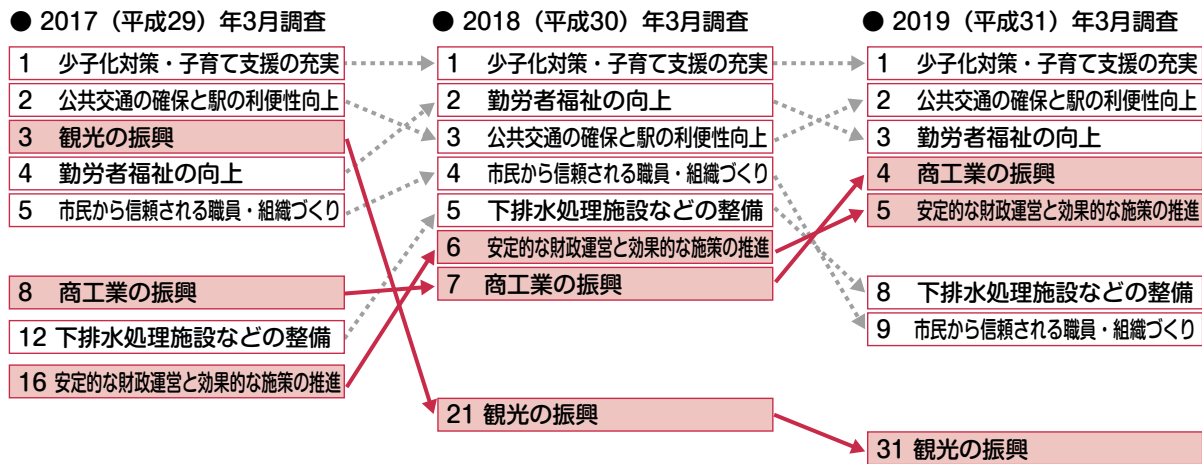 ● 2017（平成29）年3月調査
1 少子化対策・子育て支援の充実
2 公共交通の確保と駅の利便性向上
3 観光の振興
4 勤労者福祉の向上
5 市民から信頼される職員・組織づくり
8 商工業の振興
12 下排水処理施設などの整備
16 安定的な財政運営と効果的な施策の推進
● 2018（平成30）年3月調査
1 少子化対策・子育て支援の充実
2 勤労者福祉の向上
3 公共交通の確保と駅の利便性向上
4 市民から信頼される職員・組織づくり
5 下排水処理施設などの整備
6 安定的な財政運営と効果的な施策の推進
7 商工業の振興
21 観光の振興
● 2019（平成31）年3月調査
1 少子化対策・子育て支援の充実
2 公共交通の確保と駅の利便性向上
3 勤労者福祉の向上
4 商工業の振興
5 安定的な財政運営と効果的な施策の推進
8 下排水処理施設などの整備
9 市民から信頼される職員・組織づくり
31 観光の振興